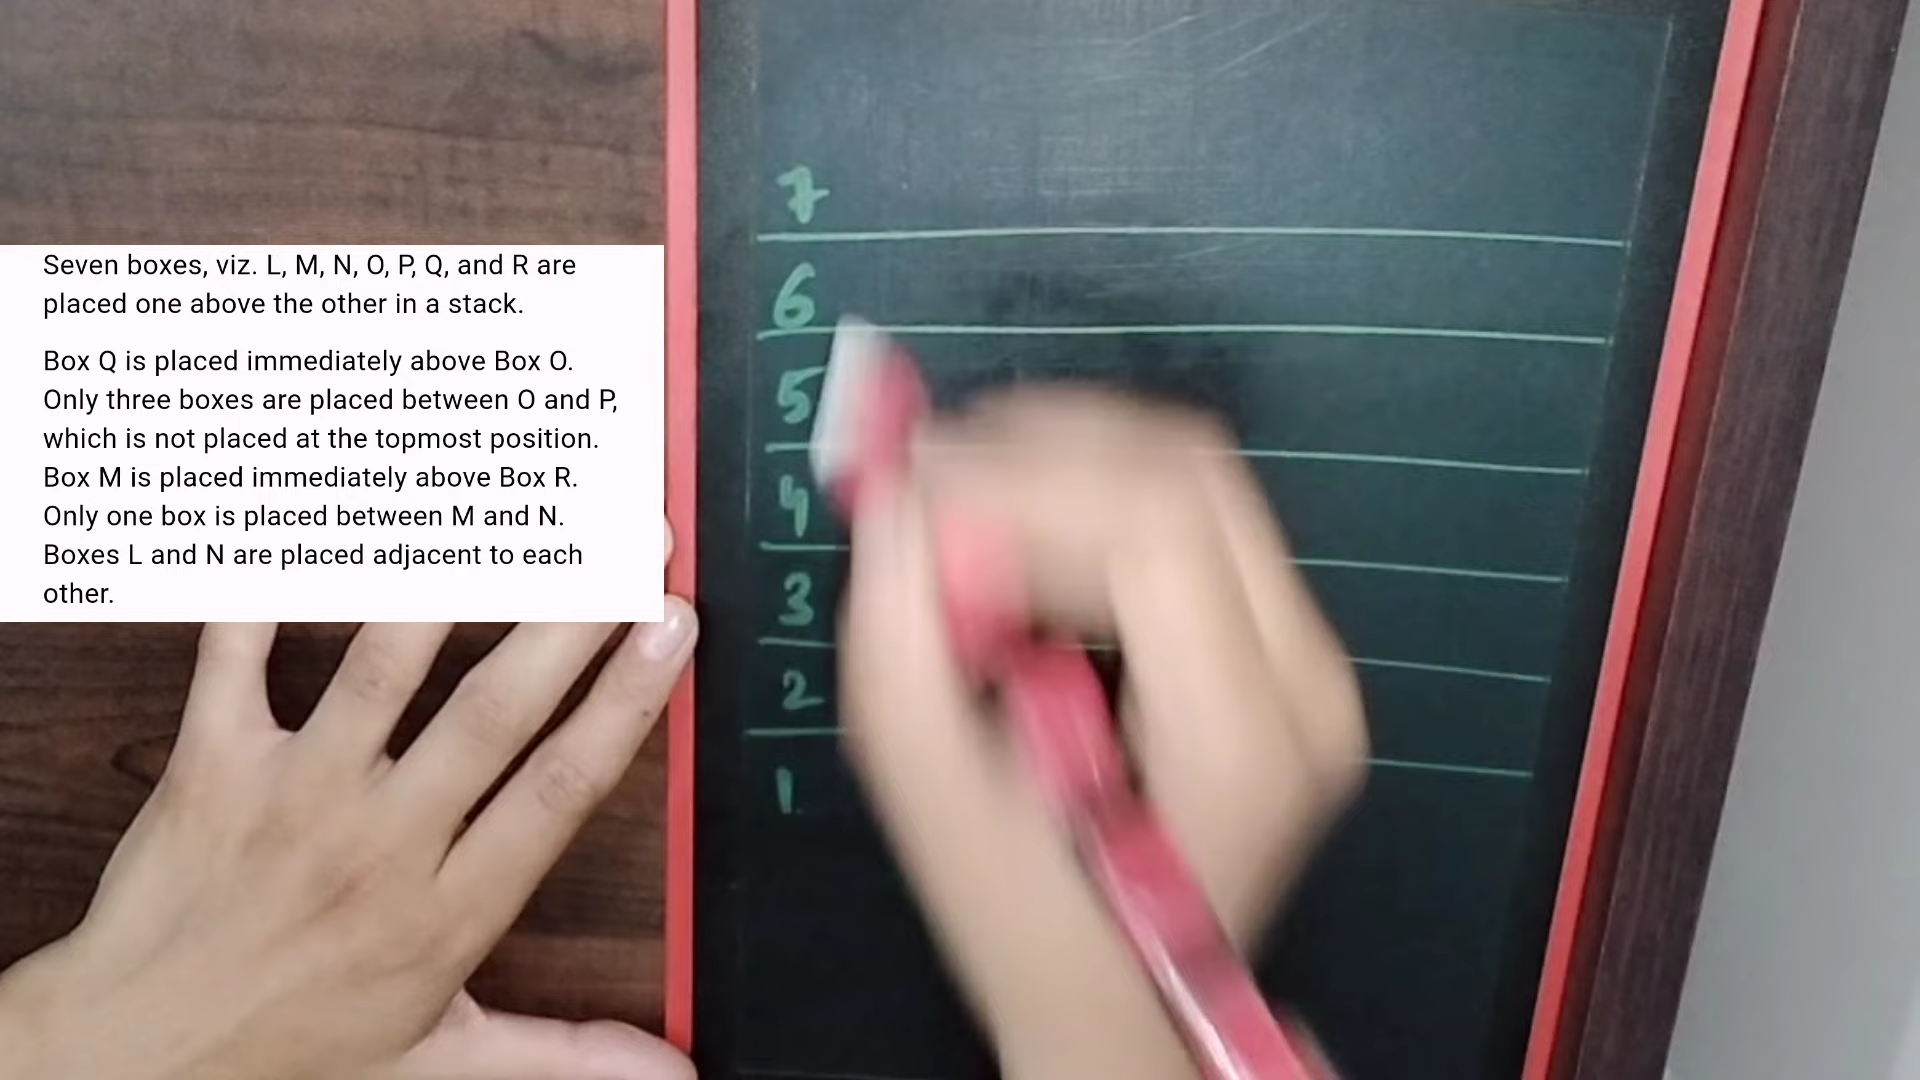 Seven boxes, viz. L, M, N, O, P, Q, and R are
placed one above the other in a stack.
Box Q is placed immediately above Box O.
Only three boxes are placed between O and P,
which is not placed at the topmost position.
Box M is placed immediately above Box R.
Only one box is placed between M and N.
Boxes L and N are placed adjacent to each
other.
7
6
5
4
3
2
1